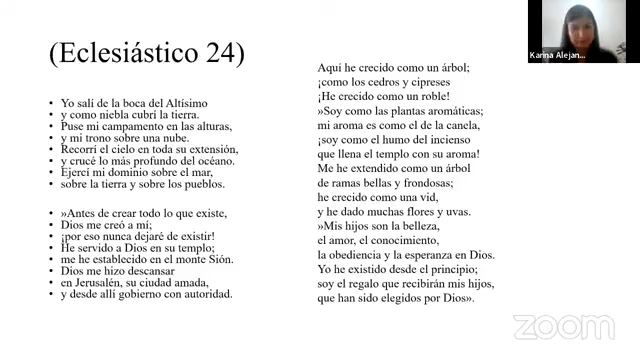 (Eclesiástico 24)
• Yo salí de la boca del Altísimo
• y como niebla cubrí la tierra.
• Puse mi campamento en las alturas,
• y mi trono sobre una nube.
• Recorrí el cielo en toda su extensión,
• y crucé lo más profundo del océano.
• Ejercí mi dominio sobre el mar,
• sobre la tierra y sobre los pueblos.
• »Antes de crear todo lo que existe,
• Dios me creó a mí;
• ¡por eso nunca dejaré de existir!
• He servido a Dios en su templo;
• me he establecido en el monte Sión.
• Dios me hizo descansar
• en Jerusalén, su ciudad amada,
• y desde allí gobierno con autoridad.
Aquí he crecido como un árbol;
¡como los cedros y cipreses
¡He crecido como un roble!
»Soy como las plantas aromáticas;
mi aroma es como el de la canela,
¡soy como el humo del incienso
que llena el templo con su aroma!
Me he extendido como un árbol
de ramas bellas y frondosas;
he crecido como una vid,
y he dado muchas flores y uvas.
»Mis hijos son la belleza,
el amor, el conocimiento,
la obediencia y la esperanza en Dios.
Yo he existido desde el principio;
soy el regalo que recibirán mis hijos,
que han sido elegidos por Dios».
Karina Alejan...
zoom